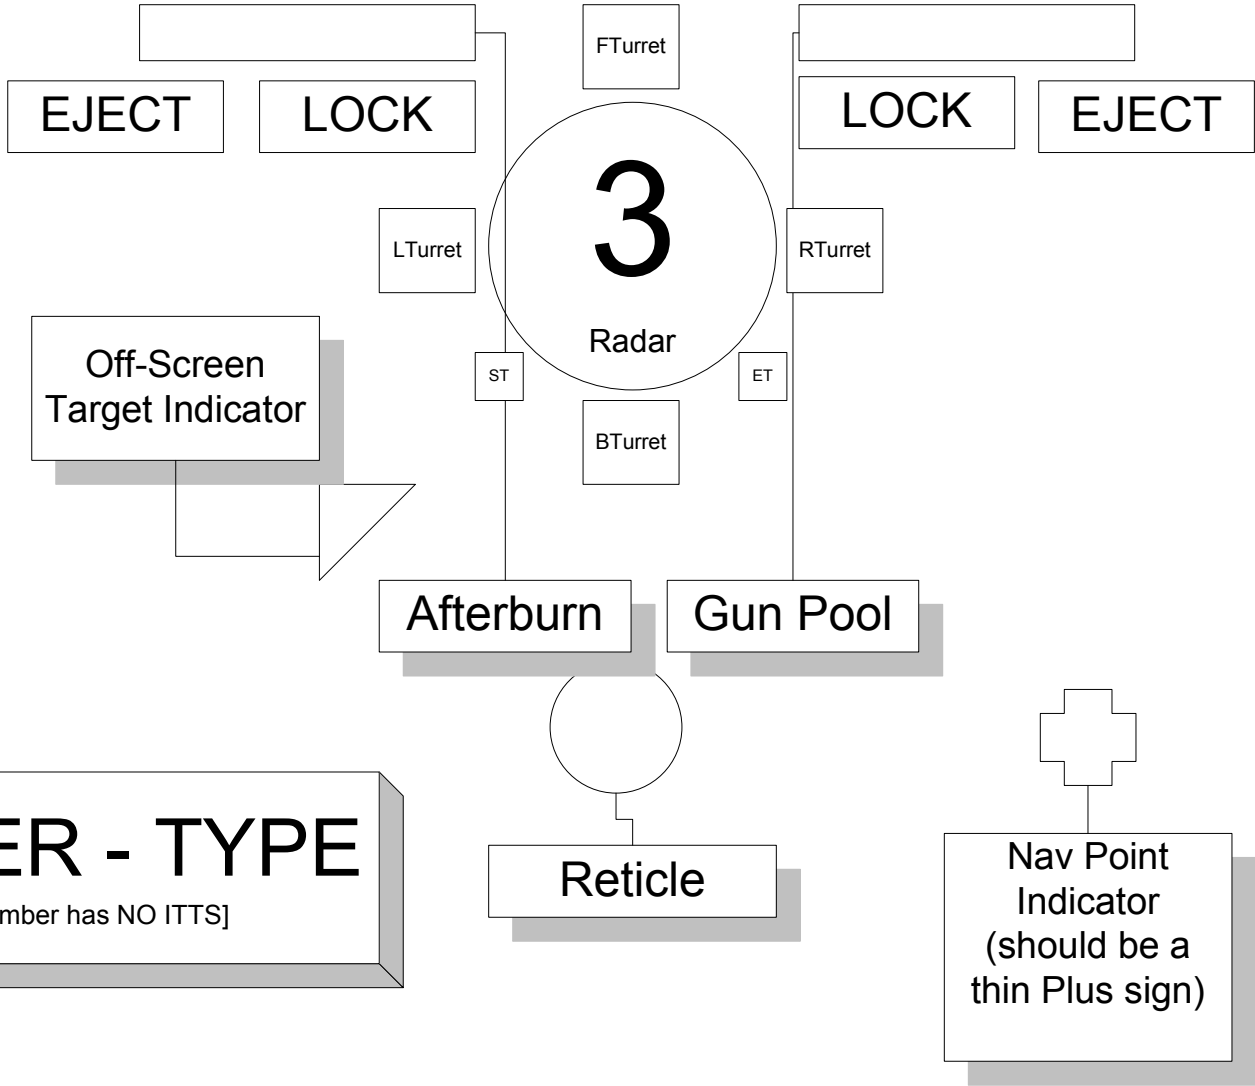 FTurret
EJECT
LOCK
LOCK
EJECT
3
LTurret
RTurret
Radar
Off-Screen
Target Indicator
ST
ET
BTurret
Afterburn
Gun Pool
ER - TYPE
mber has NO ITTS]
Reticle
Nav Point
Indicator
(should be a
thin Plus sign)